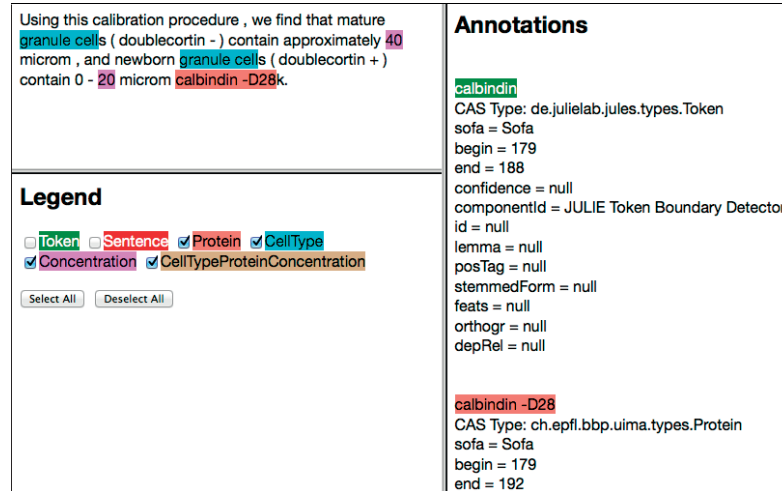 Using this calibration procedure , we find that mature
granule cells ( doublecortin - ) contain approximately 40
microm , and newborn granule cells ( doublecortin + )
contain 0 - 20 microm calbindin -D28k.
Legend
Token Sentence Protein CellType
Concentration CellTypeProteinConcentration
Select All Deselect All
Annotations
calbindin
CAS Type: de.julielab.jules.types.Token
sofa = Sofa
begin = 179
end = 188
confidence = null
componentId = JULIE Token Boundary Detector
id = null
lemma = null
posTag = null
stemmedForm = null
feats = null
orthogr = null
depRel = null
calbindin -D28
CAS Type: ch.epfl.bbp.uima.types.Protein
sofa = Sofa
begin = 179
end = 192